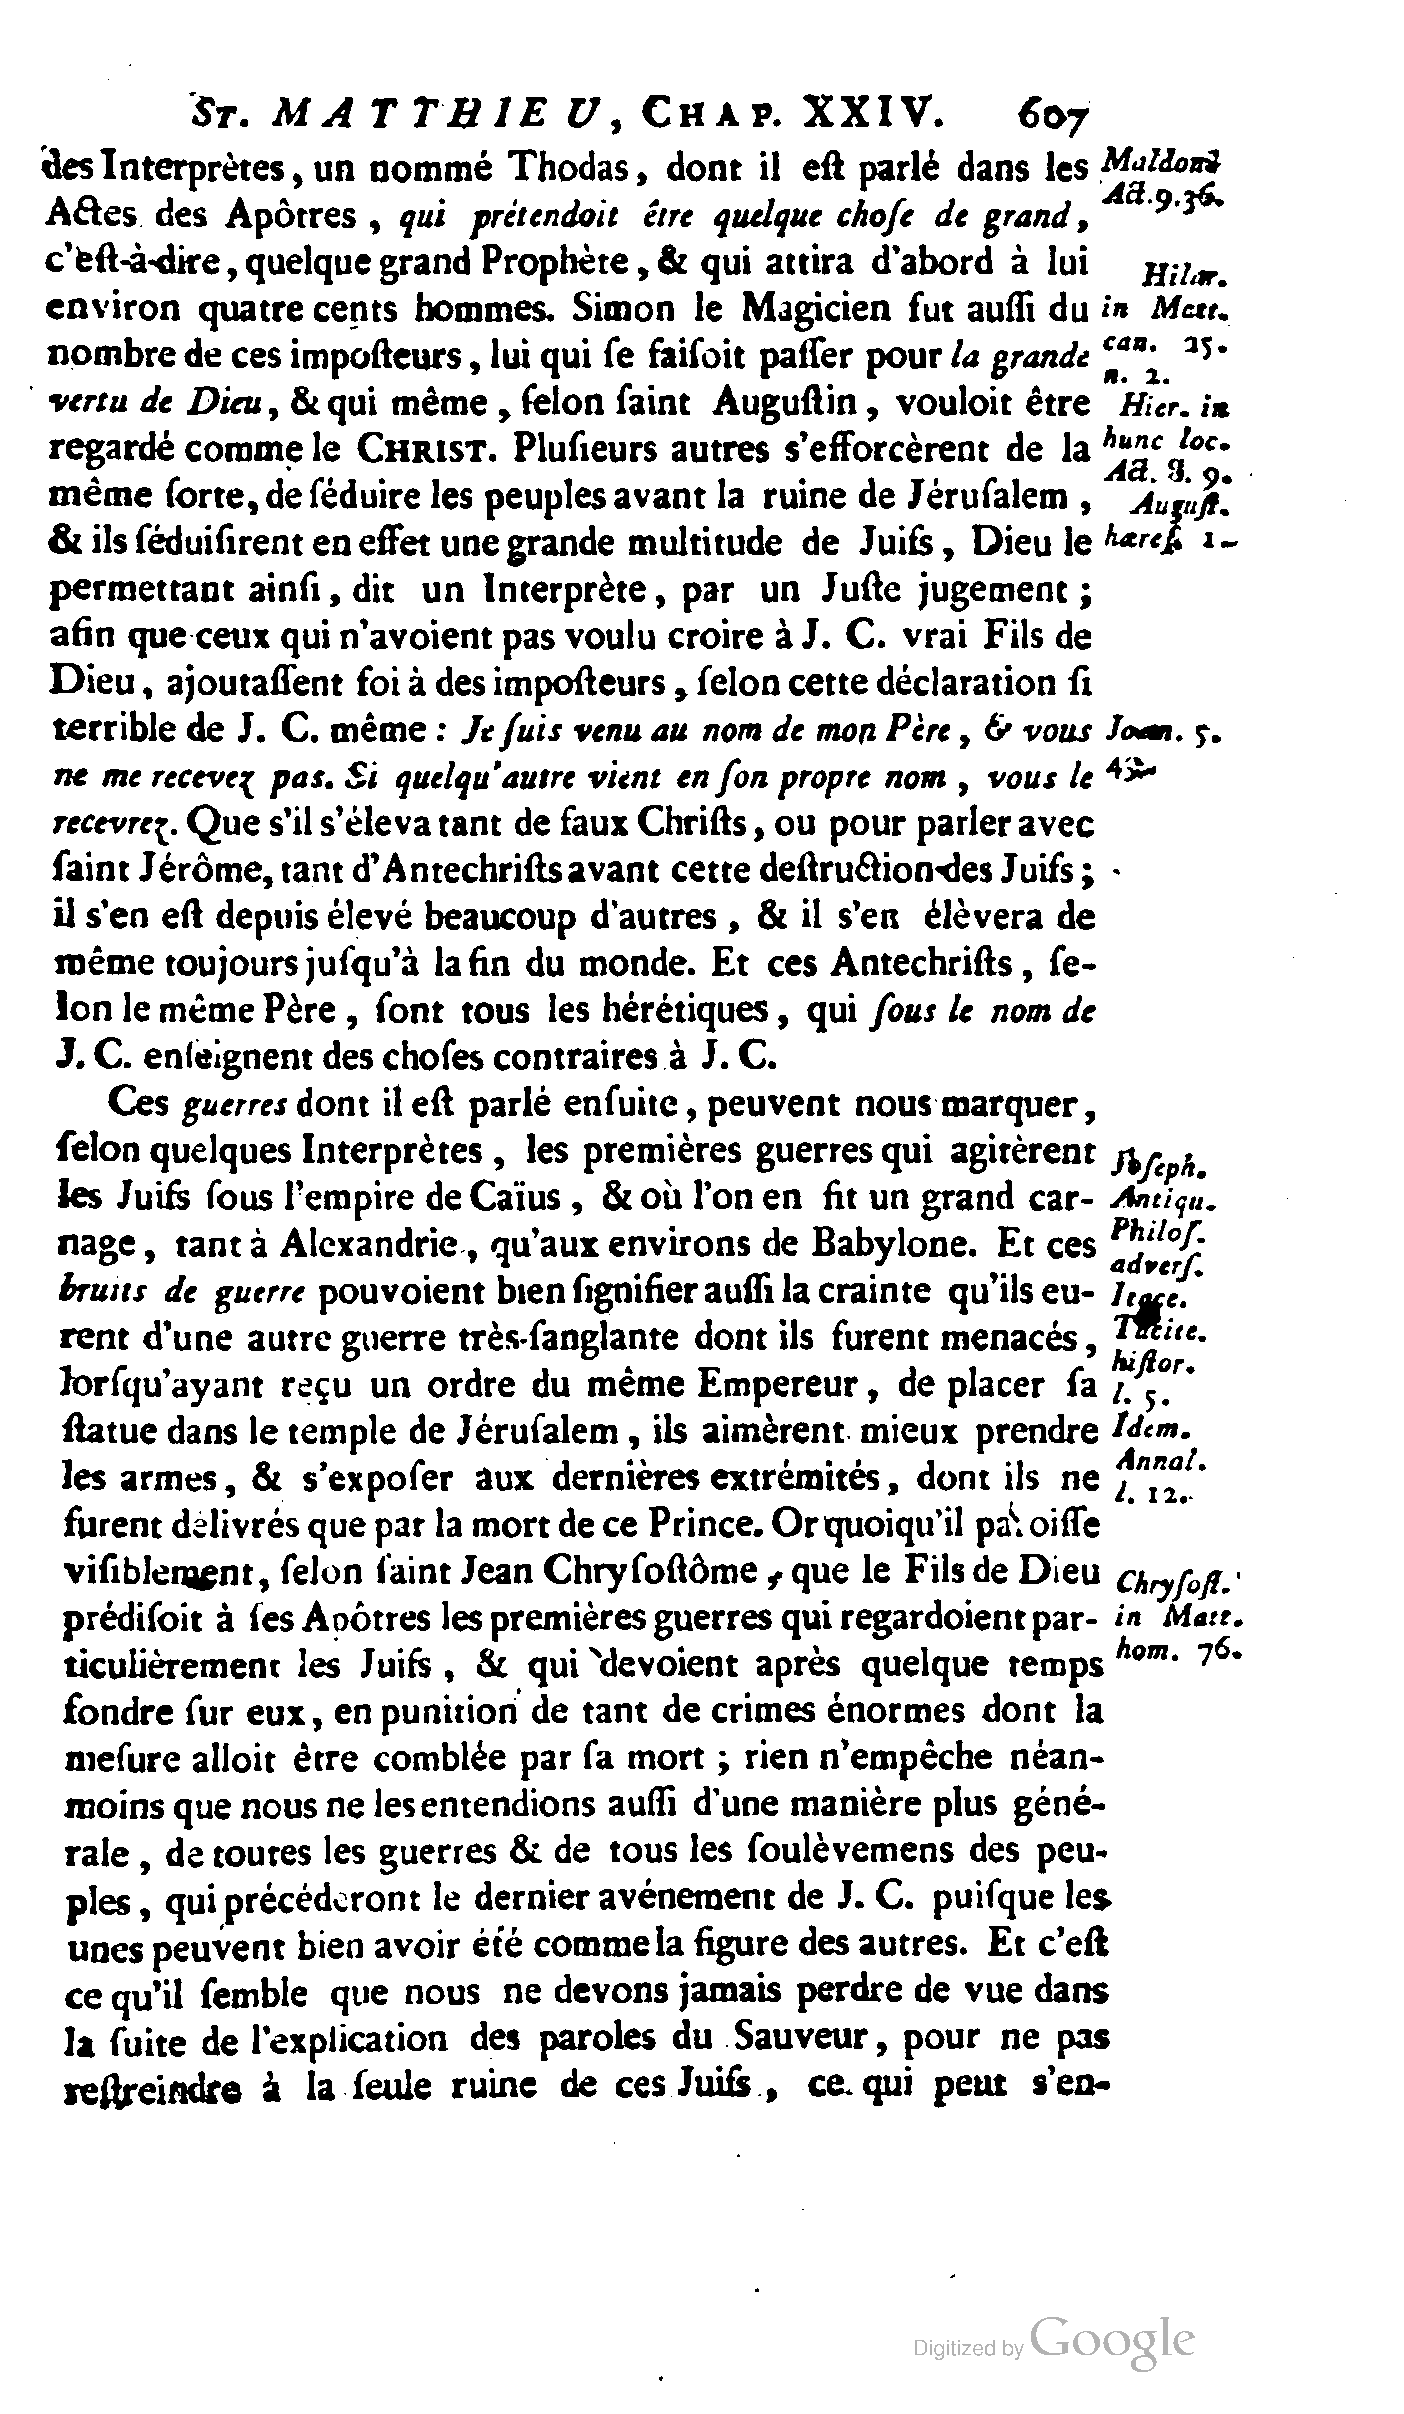 ST. MATTHIEU, CHAP. XXIV. 607
des Interprètes, un nommé Thodas, dont il eſt parlé dans les
Actes des Apôtres, qui prétendoit être quelque choſe de grand,
c'eſt-à-dire, quelque grand Prophète, & qui attira d'abord à lui
environ quatre cents hommes. Simon le Magicien fut auſſi du
nombre de ces impoſteurs, lui qui ſe faiſoit paſſer pour la grande
vertu de Dieu, & qui même, ſelon ſaint Auguſtin, vouloit être
regardé comme le CHRIST. Pluſieurs autres s'efforcèrent de la
même ſorte, de ſéduire les peuples avant la ruine de Jéruſalem,
& ils ſéduiſirent en effet une grande multitude de Juifs, Dieu le
permettant ainſi, dit un Interprète, par un Juſte jugement ;
afin que ceux qui n'avoient pas voulu croire à J. C. vrai Fils de
Dieu, ajoutaſſent foi à des impoſteurs, ſelon cette déclaration ſi
terrible de J. C. même : Je ſuis venu au nom de mon Père, & vous
ne me recevez pas. Si quelqu'autre vient en ſon propre nom, vous le
recevrez. Que s'il s'éleva tant de faux Chriſts, ou pour parler avec
ſaint Jérôme, tant d'Antechriſts avant cette deſtruction des Juifs ;
il s'en eſt depuis élevé beaucoup d'autres, & il s'en élèvera de
même toujours juſqu'à la fin du monde. Et ces Antechriſts, ſe-
lon le même Père, ſont tous les hérétiques, qui ſous le nom de
J. C. enſeignent des choſes contraires à J. C.
Ces guerres dont il eſt parlé enſuite, peuvent nous marquer,
ſelon quelques Interprètes, les premières guerres qui agitèrent
les Juifs ſous l'empire de Caïus, & où l'on en fit un grand car-
nage, tant à Alexandrie, qu'aux environs de Babylone. Et ces
bruits de guerre pouvoient bien ſignifier auſſi la crainte qu'ils eu-
rent d'une autre guerre très-ſanglante dont ils furent menacés,
lorſqu'ayant reçu un ordre du même Empereur, de placer ſa
ſtatue dans le temple de Jéruſalem, ils aimèrent mieux prendre
les armes, & s'expoſer aux dernières extrémités, dont ils ne
furent délivrés que par la mort de ce Prince. Or quoiqu'il paroiſſe
viſiblement, ſelon ſaint Jean Chryſoſtôme, que le Fils de Dieu
prédiſoit à ſes Apôtres les premières guerres qui regardoient par-
ticulièrement les Juifs, & qui devoient après quelque temps
fondre ſur eux, en punition de tant de crimes énormes dont la
meſure alloit être comblée par ſa mort ; rien n'empêche néan-
moins que nous ne les entendions auſſi d'une manière plus géné-
rale, de toutes les guerres & de tous les ſoulèvemens des peu-
ples, qui précéderont le dernier avénement de J. C. puiſque les
unes peuvent bien avoir été comme la figure des autres. Et c'eſt
ce qu'il ſemble que nous ne devons jamais perdre de vue dans
la ſuite de l'explication des paroles du Sauveur, pour ne pas
reſtreindre à la ſeule ruine de ces Juifs, ce qui peut s'en-
Maldon
Act. 9. 36.
Hilar.
in Matt.
can. 25.
n. 2.
Hier. in
hunc loc.
Act. 8. 9.
Auguſt.
hæreſ. 1
Joan. 5.
Joſeph.
Antiqu.
Philoſ.
adverſ.
Tacite.
hiſtor.
l. 5.
Idem.
Annal.
l. 12.
Chryſoſt.
in Matt.
hom. 76.
Digitized by Google